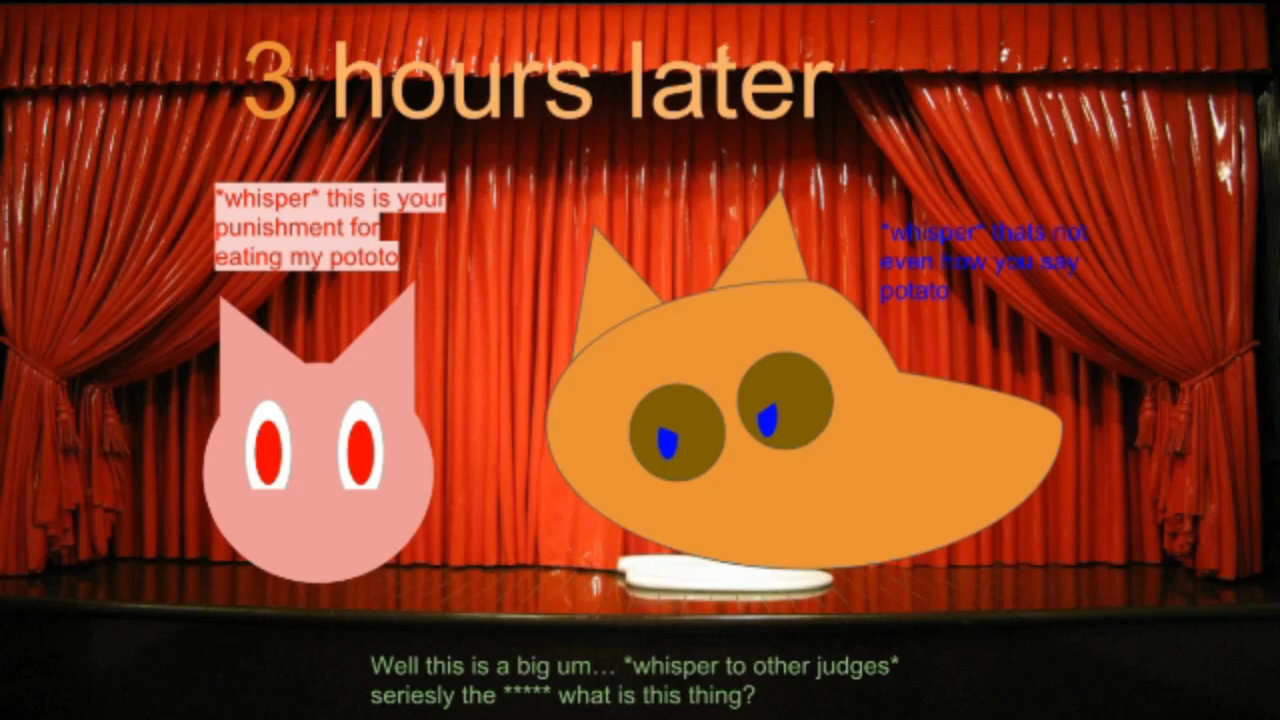 3 hours later
*whisper* this is your
punishment for
eating my pototo
*whisper* thats not
even how you say
potato
Well this is a big um... *whisper to other judges*
seriesly the ***** what is this thing?